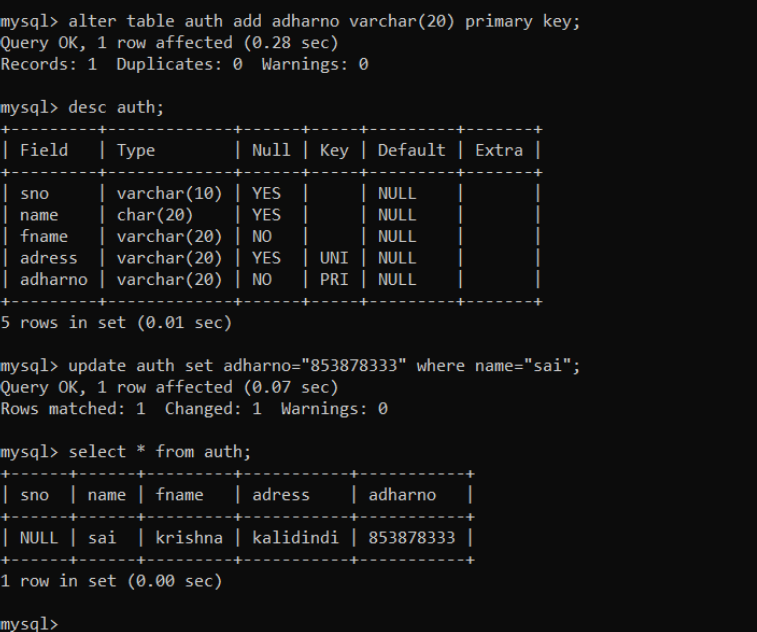 mysql> alter table auth add adharno varchar(20) primary key;
Query OK, 1 row affected (0.28 sec)
Records: 1  Duplicates: 0  Warnings: 0
mysql> desc auth;
+---------+-------------+------+-----+---------+-------+
| Field   | Type        | Null | Key | Default | Extra |
+---------+-------------+------+-----+---------+-------+
| sno     | varchar(10) | YES  |     | NULL    |       |
| name    | char(20)    | YES  |     | NULL    |       |
| fname   | varchar(20) | NO   |     | NULL    |       |
| adress  | varchar(20) | YES  | UNI | NULL    |       |
| adharno | varchar(20) | NO   | PRI | NULL    |       |
+---------+-------------+------+-----+---------+-------+
5 rows in set (0.01 sec)
mysql> update auth set adharno="853878333" where name="sai";
Query OK, 1 row affected (0.07 sec)
Rows matched: 1  Changed: 1  Warnings: 0
mysql> select * from auth;
+------+------+---------+-----------+-----------+
| sno  | name | fname   | adress    | adharno   |
+------+------+---------+-----------+-----------+
| NULL | sai  | krishna | kalidindi | 853878333 |
+------+------+---------+-----------+-----------+
1 row in set (0.00 sec)
mysql>